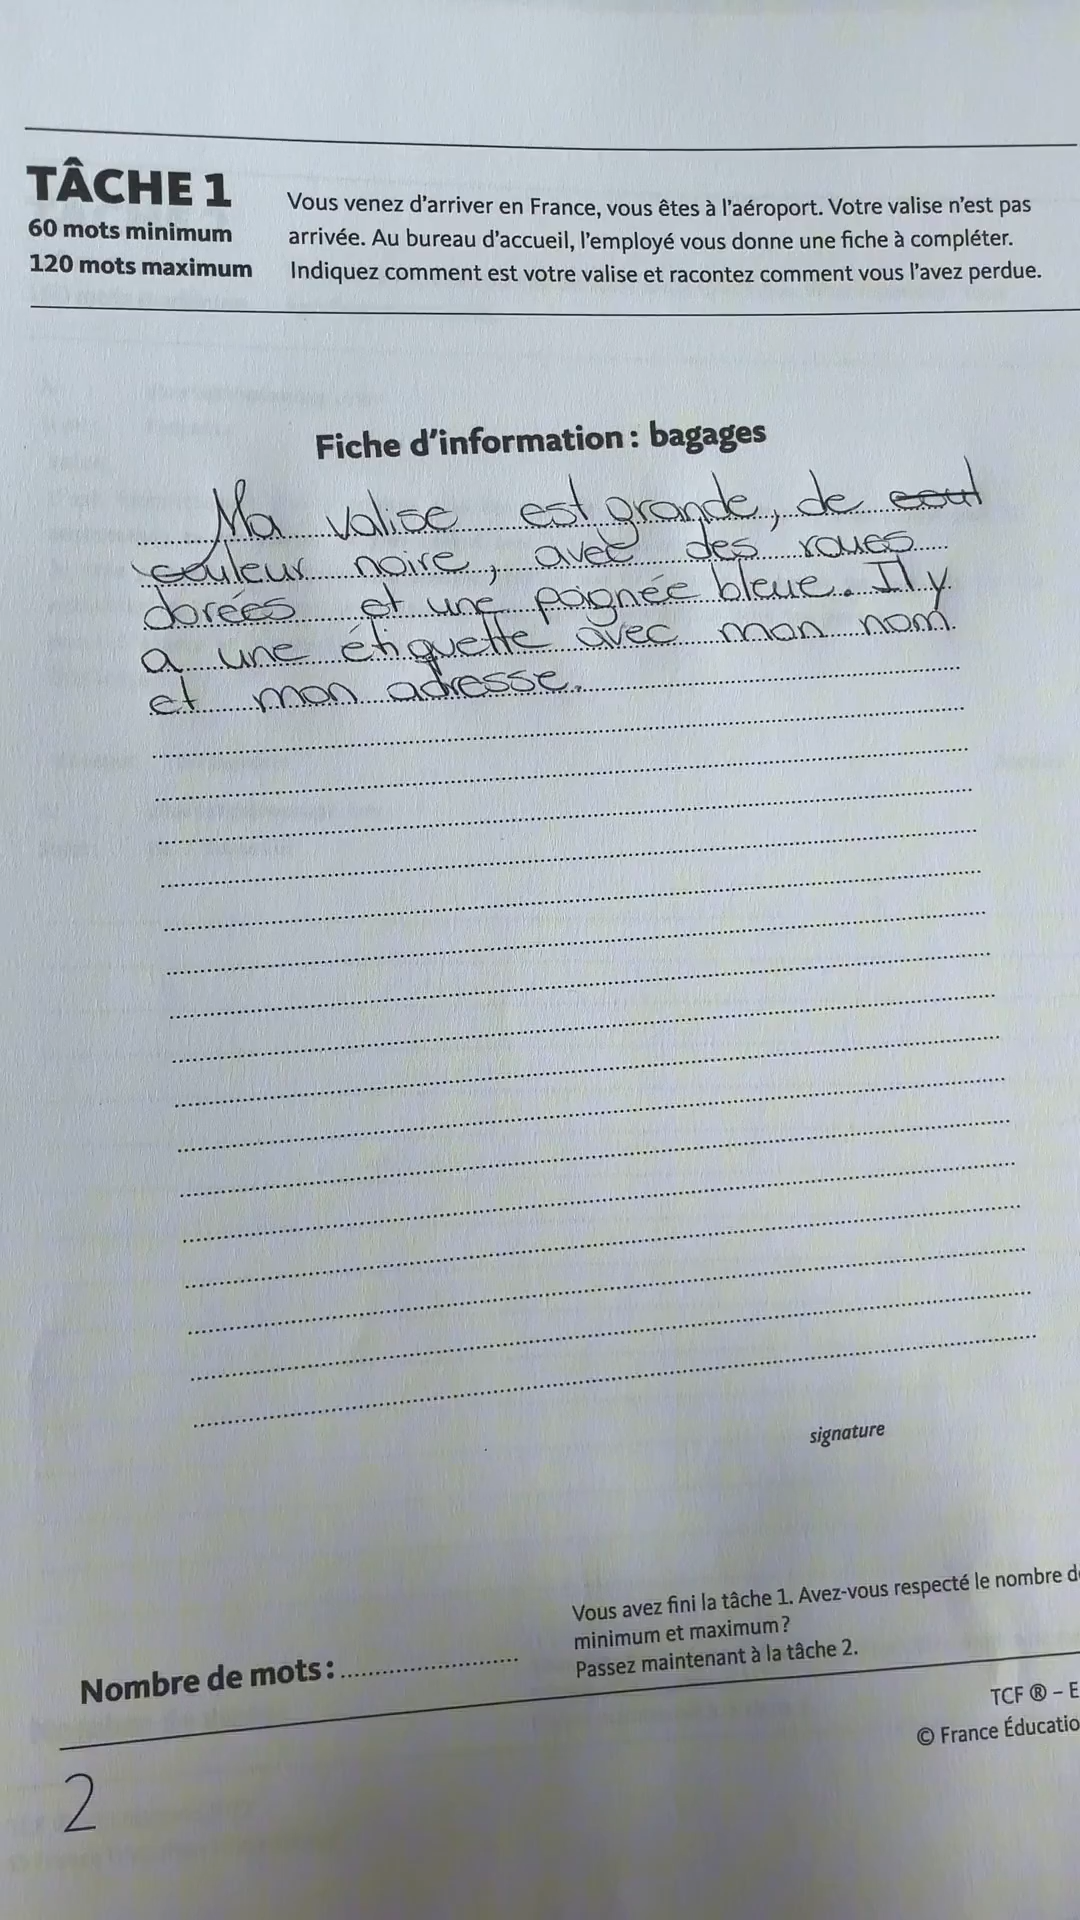 TÂCHE 1
60 mots minimum
120 mots maximum
Vous venez d'arriver en France, vous êtes à l'aéroport. Votre valise n'est pas
arrivée. Au bureau d'accueil, l'employé vous donne une fiche à compléter.
Indiquez comment est votre valise et racontez comment vous l'avez perdue.
Fiche d'information : bagages
Ma valise est grande, de coul
couleur noire, avec des roues
dorées et une pognée bleue. Il y
a une étiquette avec mon nom
et mon adresse.
signature
Vous avez fini la tâche 1. Avez-vous respecté le nombre de
minimum et maximum ?
Passez maintenant à la tâche 2.
Nombre de mots :
TCF ® – E
© France Éducatio
2